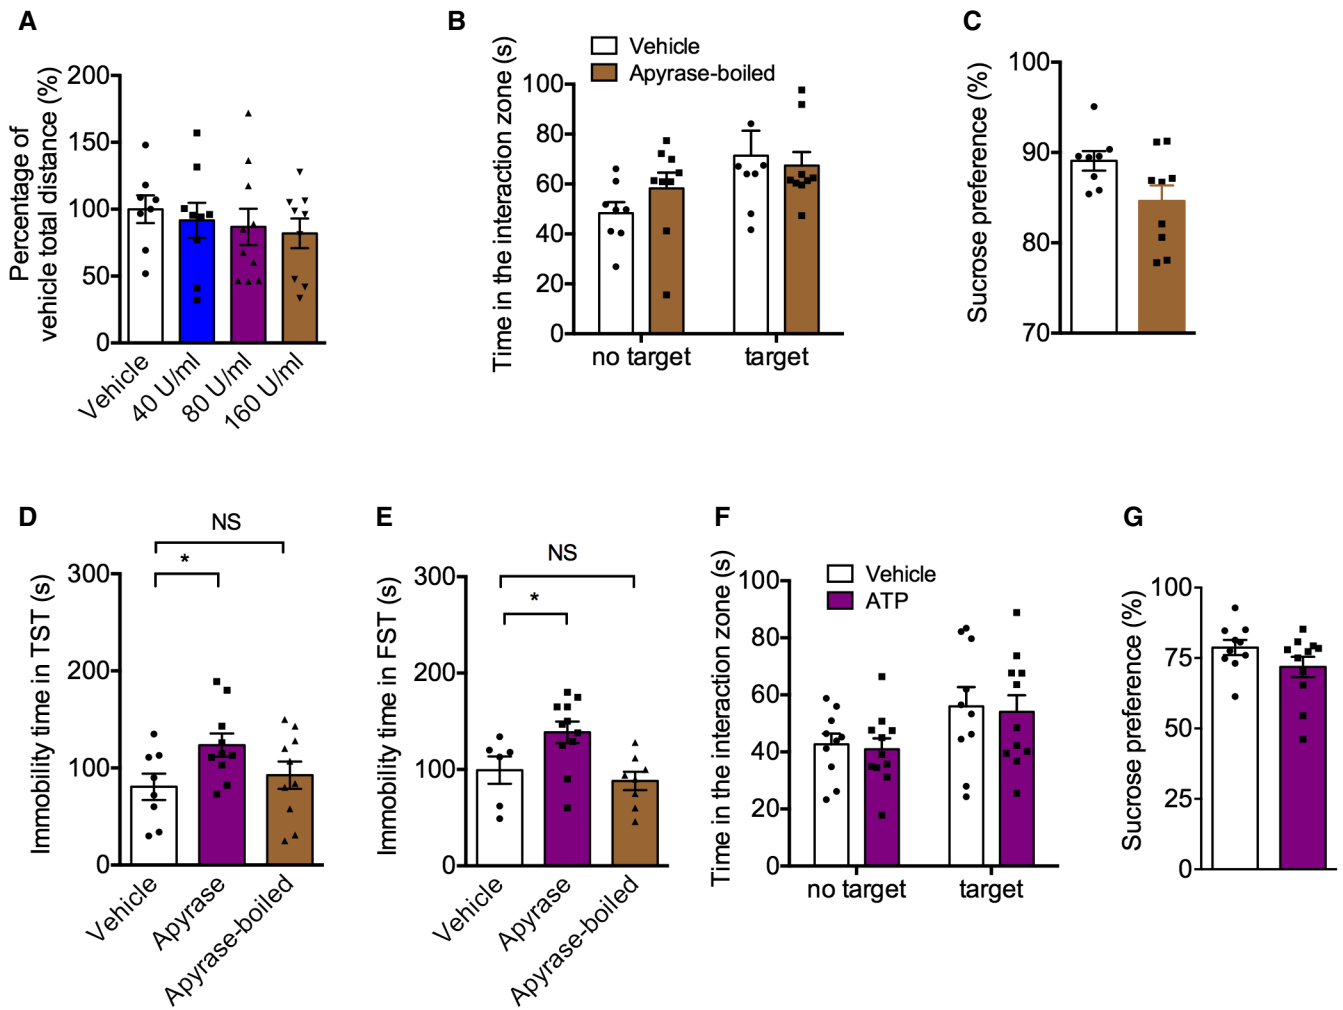 A
Percentage of
vehicle total distance (%)
200
150
100
50
0
Vehicle
40 U/ml
80 U/ml
160 U/ml
B
Time in the interaction zone (s)
Vehicle
Apyrase-boiled
100
80
60
40
20
0
no target
target
C
Sucrose preference (%)
100
90
80
70
D
Immobility time in TST (s)
NS
*
300
200
100
0
Vehicle
Apyrase
Apyrase-boiled
E
Immobility time in FST (s)
NS
*
300
200
100
0
Vehicle
Apyrase
Apyrase-boiled
F
Time in the interaction zone (s)
Vehicle
ATP
100
80
60
40
20
0
no target
target
G
Sucrose preference (%)
100
75
50
25
0